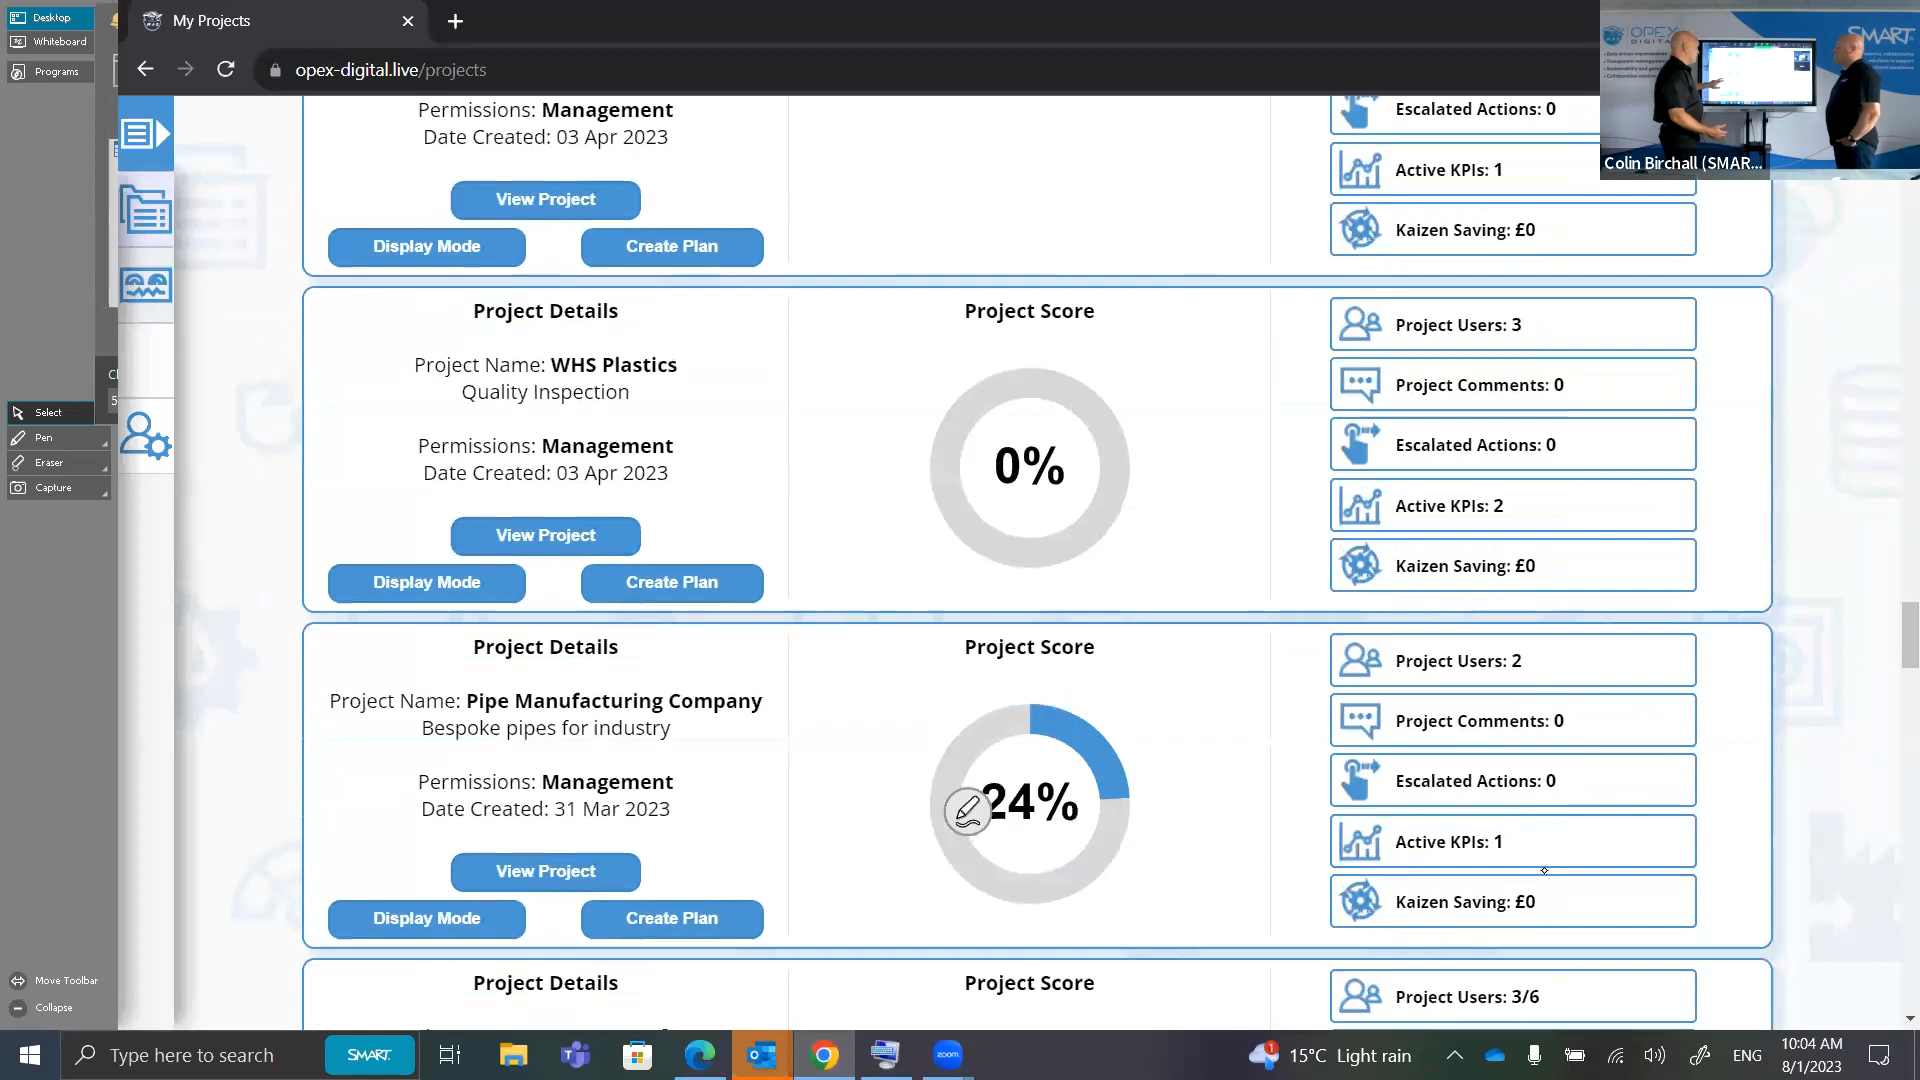 Desktop
Whiteboard
Programs
My Projects
opex-digital.live/projects
OPEX
DIGITAL
SMART
Colin Birchall (SMAR...
Permissions: Management
Date Created: 03 Apr 2023
View Project
Display Mode
Create Plan
Escalated Actions: 0
Active KPIs: 1
Kaizen Saving: £0
Project Details
Project Name: WHS Plastics
Quality Inspection
Permissions: Management
Date Created: 03 Apr 2023
View Project
Display Mode
Create Plan
Project Score
0%
Project Users: 3
Project Comments: 0
Escalated Actions: 0
Active KPIs: 2
Kaizen Saving: £0
Select
Pen
Eraser
Capture
Project Details
Project Name: Pipe Manufacturing Company
Bespoke pipes for industry
Permissions: Management
Date Created: 31 Mar 2023
View Project
Display Mode
Create Plan
Project Score
24%
Project Users: 2
Project Comments: 0
Escalated Actions: 0
Active KPIs: 1
Kaizen Saving: £0
Project Details
Project Score
Project Users: 3/6
Move Toolbar
Collapse
Type here to search
SMART
zoom
1
15°C Light rain
ENG
10:04 AM
8/1/2023